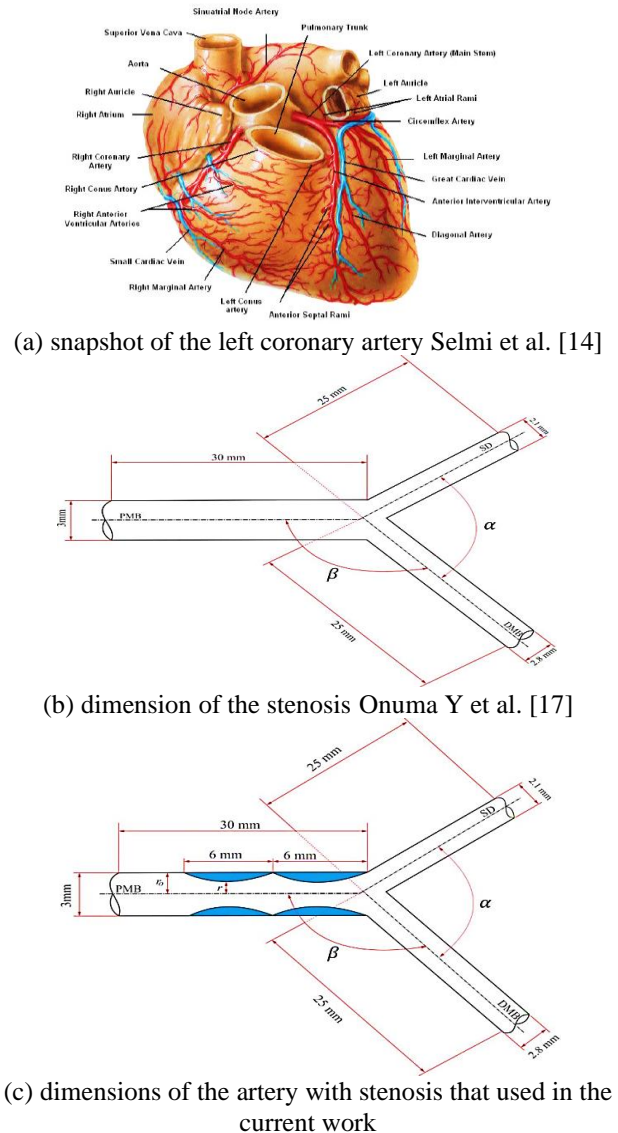 Sinuatrial Node Artery
Superior Vena Cava
Pulmonary Trunk
Aorta
Left Coronary Artery (Main Stem)
Left Auricle
Right Auricle
Left Atrial Rami
Right Atrium
Circumflex Artery
Right Coronary
Artery
Left Marginal Artery
Great Cardiac Vein
Right Conus Artery
Anterior Interventricular Artery
Right Anterior
Ventricular Arteries
Diagonal Artery
Small Cardiac Vein
Right Marginal Artery
Left Conus
artery
Anterior Septal Rami
(a) snapshot of the left coronary artery Selmi et al. [14]
25 mm
2.1 mm
30 mm
SD
3mm
PMB
α
β
25 mm
DMB
2.8 mm
(b) dimension of the stenosis Onuma Y et al. [17]
25 mm
2.1 mm
30 mm
SD
6 mm
6 mm
3mm
PMB
r₀
r
α
β
25 mm
DMB
2.8 mm
(c) dimensions of the artery with stenosis that used in the
current work